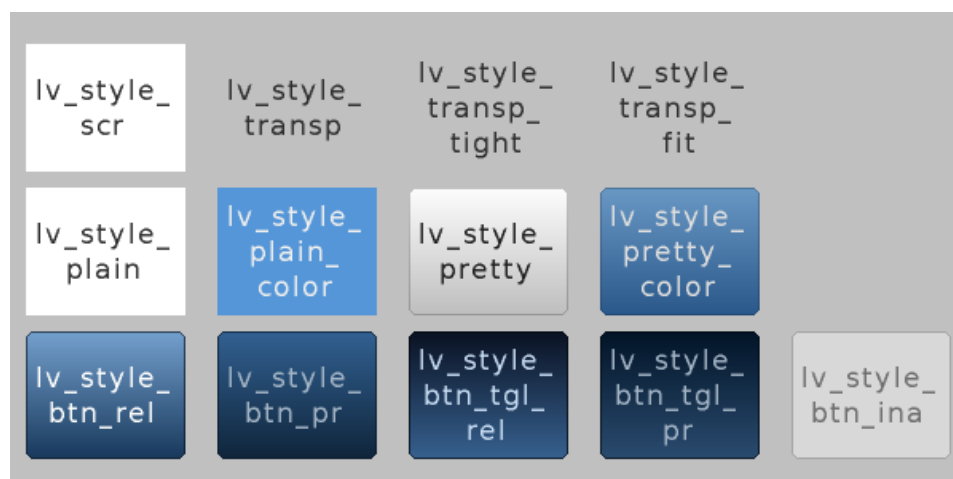 lv_style_
scr
lv_style_
transp
lv_style_
transp_
tight
lv_style_
transp_
fit
lv_style_
plain
lv_style_
plain_
color
lv_style_
pretty
lv_style_
pretty_
color
lv_style_
btn_rel
lv_style_
btn_pr
lv_style_
btn_tgl_
rel
lv_style_
btn_tgl_
pr
lv_style_
btn_ina